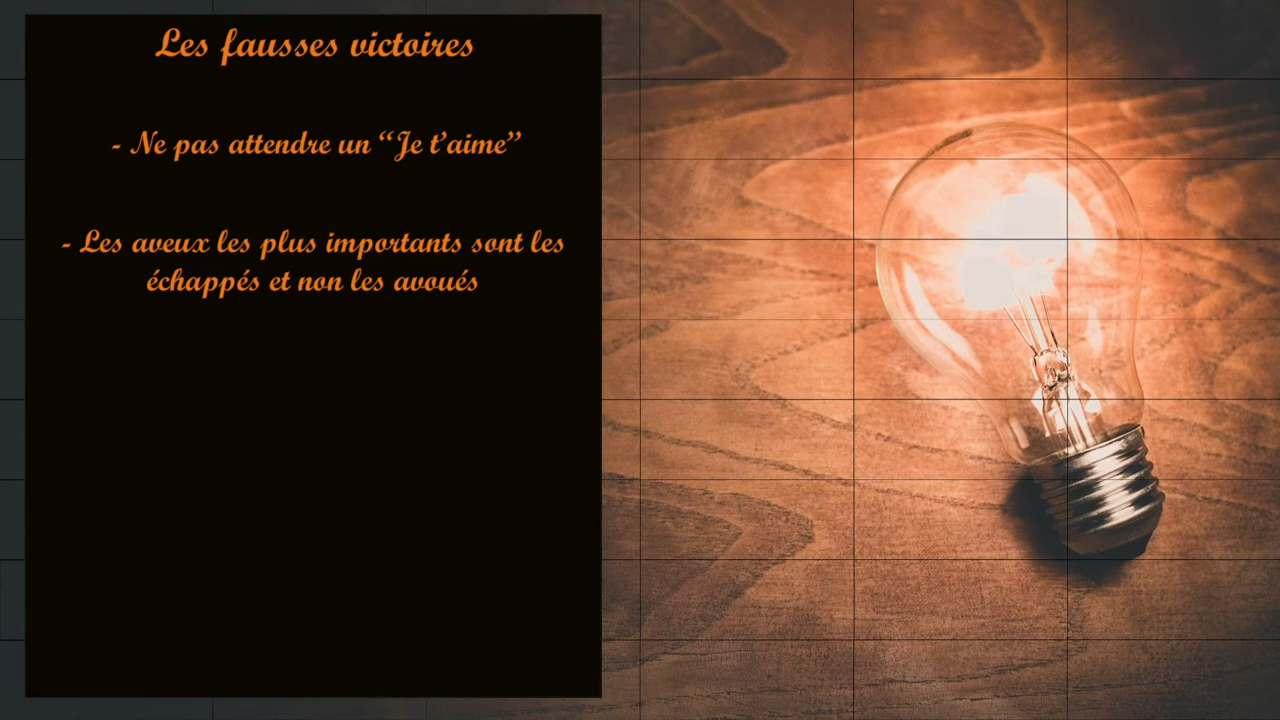 Les fausses victoires
- Ne pas attendre un “Je t’aime”
- Les aveux les plus importants sont les
échappés et non les avoués